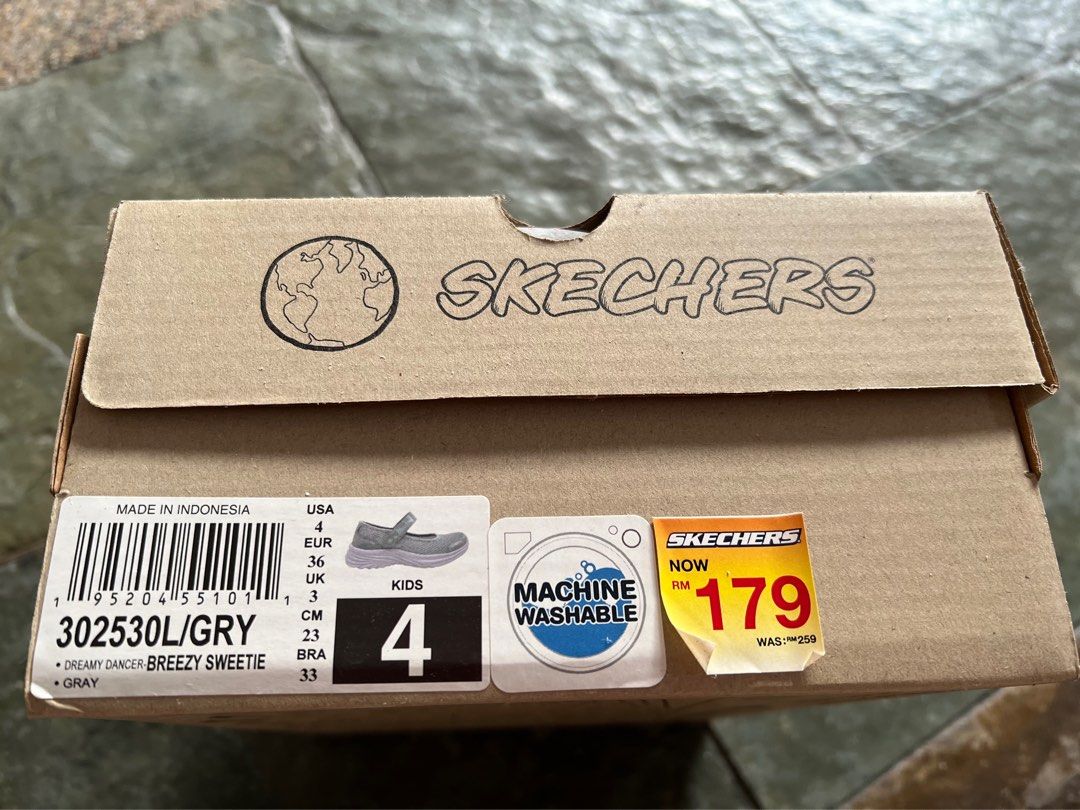 SKECHERS®
MADE IN INDONESIA
1 95204 55101 1
302530L/GRY
• DREAMY DANCER-BREEZY SWEETIE
• GRAY
USA
4
EUR
36
UK
3
CM
23
BRA
33
KIDS
4
MACHINE
WASHABLE
SKECHERS
NOW
RM 179
WAS:RM259